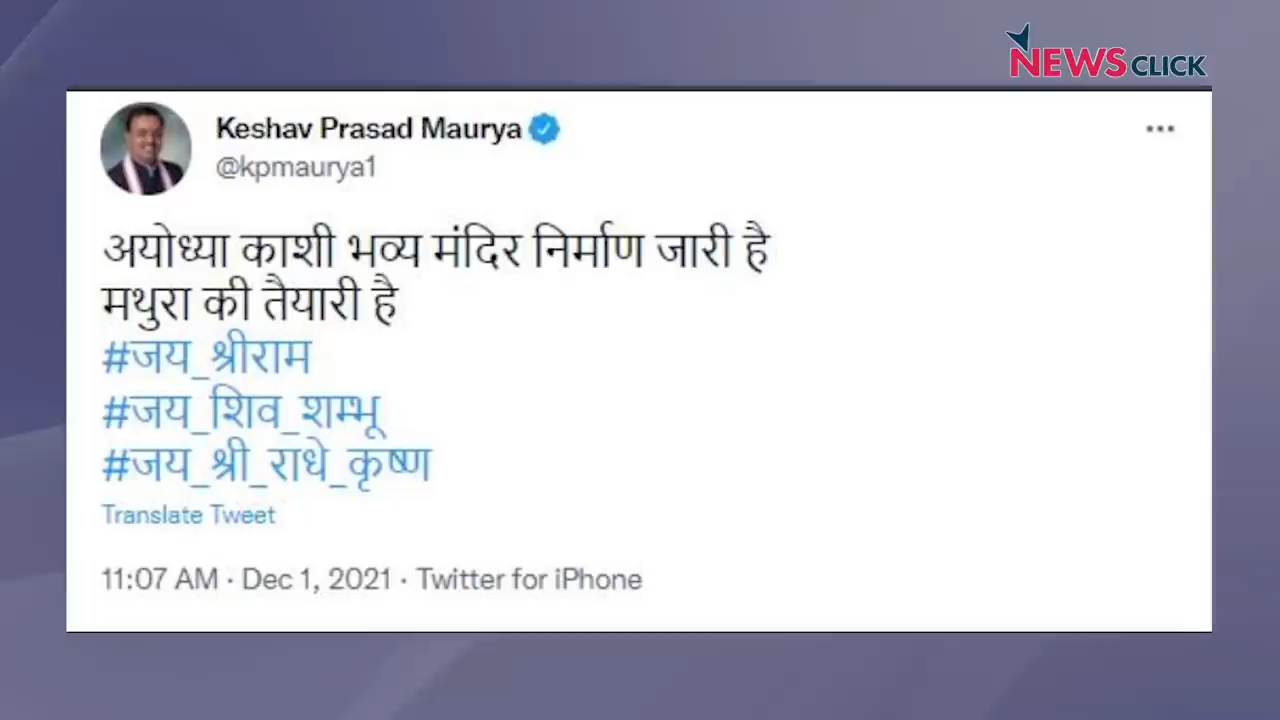 NEWSCLICK
Keshav Prasad Maurya
@kpmaurya1
अयोध्या काशी भव्य मंदिर निर्माण जारी है
मथुरा की तैयारी है
#जय_श्रीराम
#जय_शिव_शम्भू
#जय_श्री_राधे_कृष्ण
Translate Tweet
11:07 AM · Dec 1, 2021 · Twitter for iPhone